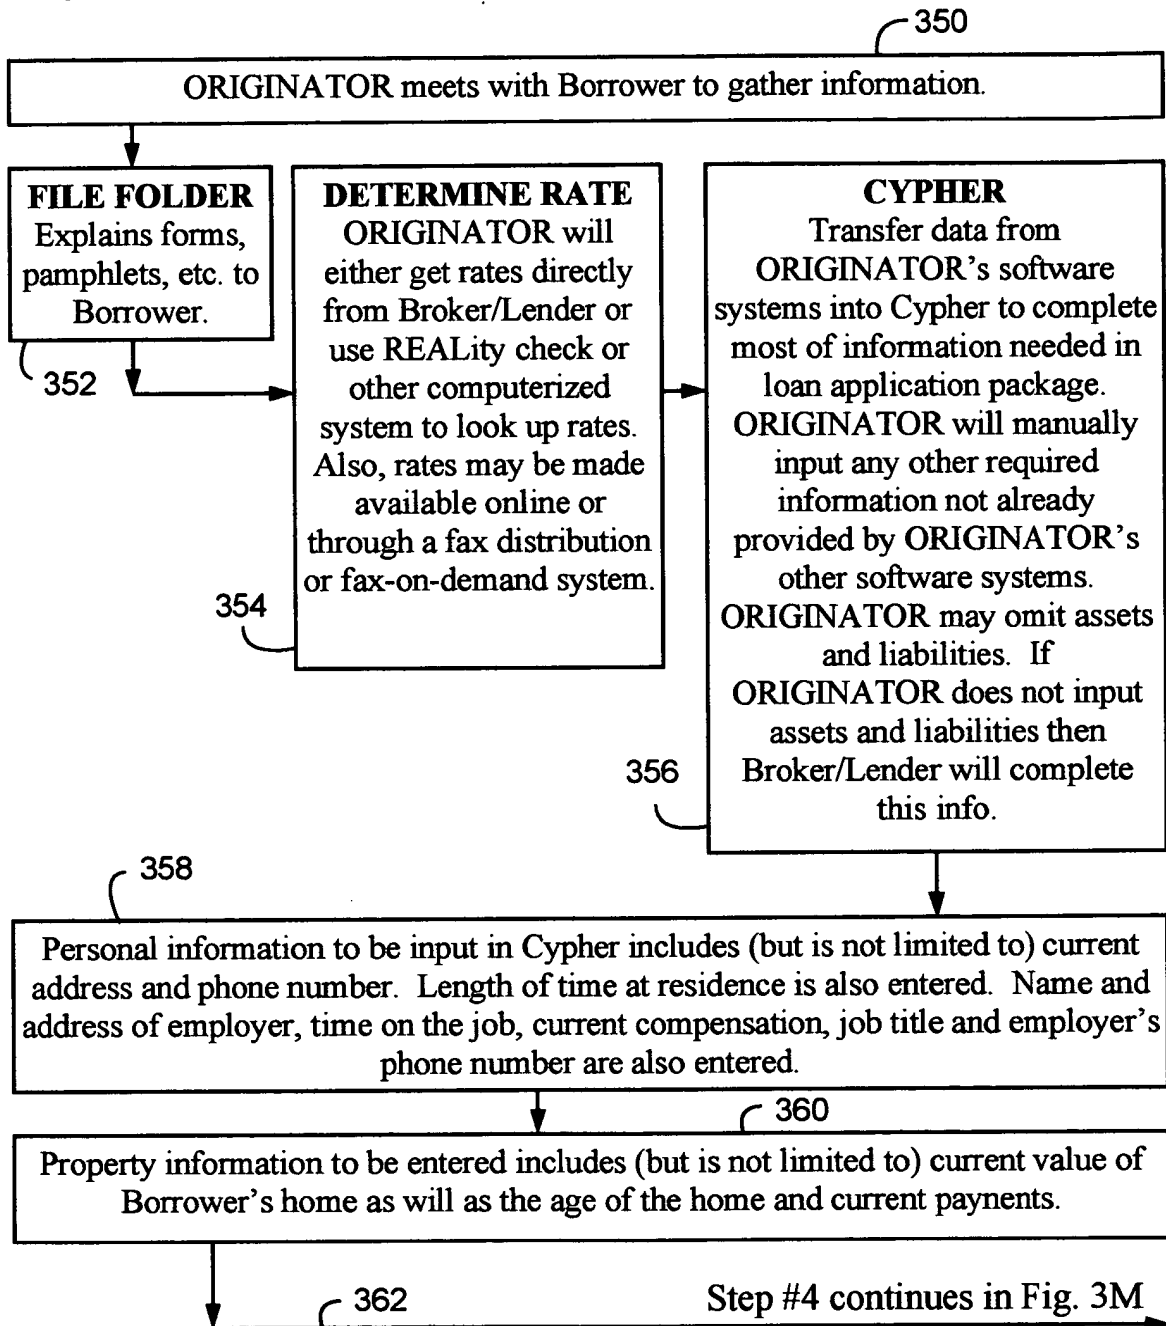 350
ORIGINATOR meets with Borrower to gather information.
FILE FOLDER
Explains forms,
pamphlets, etc. to
Borrower.
352
DETERMINE RATE
ORIGINATOR will
either get rates directly
from Broker/Lender or
use REALity check or
other computerized
system to look up rates.
Also, rates may be made
available online or
through a fax distribution
or fax-on-demand system.
354
CYPHER
Transfer data from
ORIGINATOR's software
systems into Cypher to complete
most of information needed in
loan application package.
ORIGINATOR will manually
input any other required
information not already
provided by ORIGINATOR's
other software systems.
ORIGINATOR may omit assets
and liabilities. If
ORIGINATOR does not input
assets and liabilities then
Broker/Lender will complete
this info.
356
358
Personal information to be input in Cypher includes (but is not limited to) current
address and phone number. Length of time at residence is also entered. Name and
address of employer, time on the job, current compensation, job title and employer's
phone number are also entered.
360
Property information to be entered includes (but is not limited to) current value of
Borrower's home as will as the age of the home and current paynents.
362
Step #4 continues in Fig. 3M